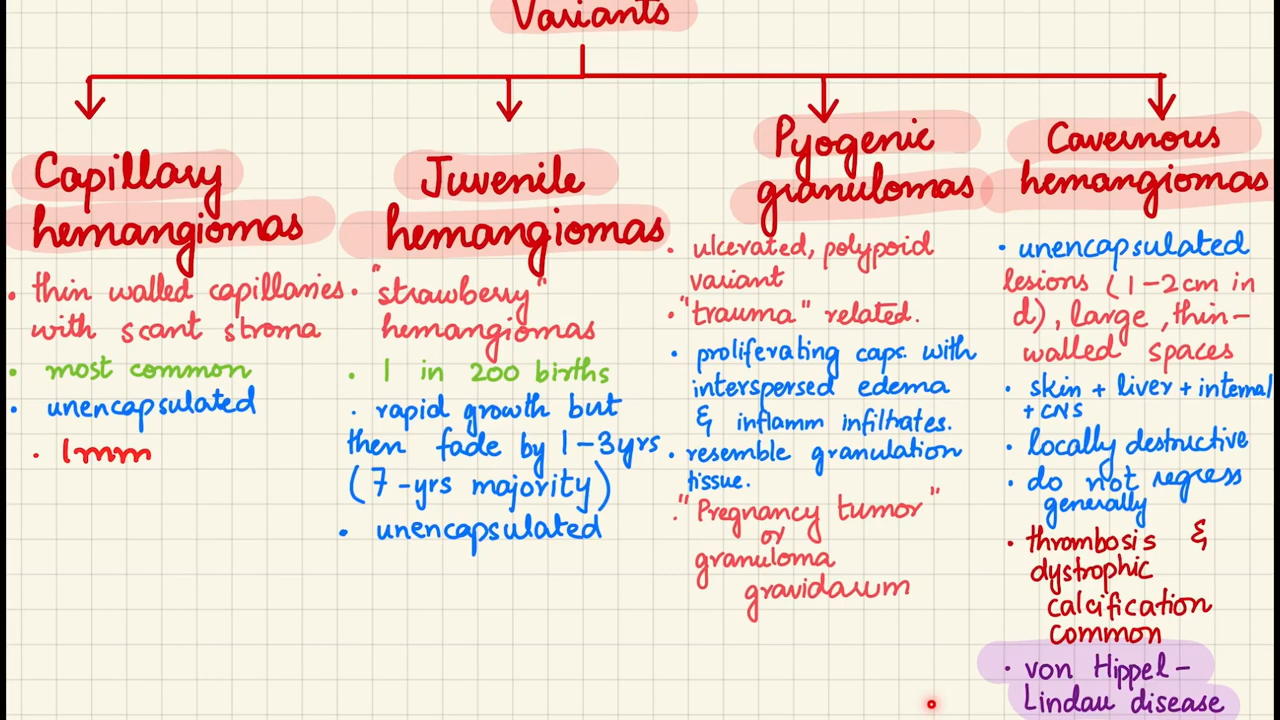 Variants
Capillary
hemangiomas
• thin walled capillaries
with scant stroma
• most common
• unencapsulated
• 1mm
Juvenile
hemangiomas
• "strawberry"
hemangiomas
• 1 in 200 births
• rapid growth but
then fade by 1-3yrs
(7-yrs majority)
• unencapsulated
Pyogenic
granulomas
• ulcerated, polypoid
variant
• "trauma" related.
• proliferating caps. with
interspersed edema
& inflamm infiltrates.
• resemble granulation
tissue.
• "Pregnancy tumor"
or
granuloma
gravidarum
Cavernous
hemangiomas
• unencapsulated
lesions (1-2cm in
d), large, thin-
walled spaces
• skin + liver + internal
+ CNS
• locally destructive
• do not regress
generally
• thrombosis &
dystrophic
calcification
common
• von Hippel-
Lindau disease